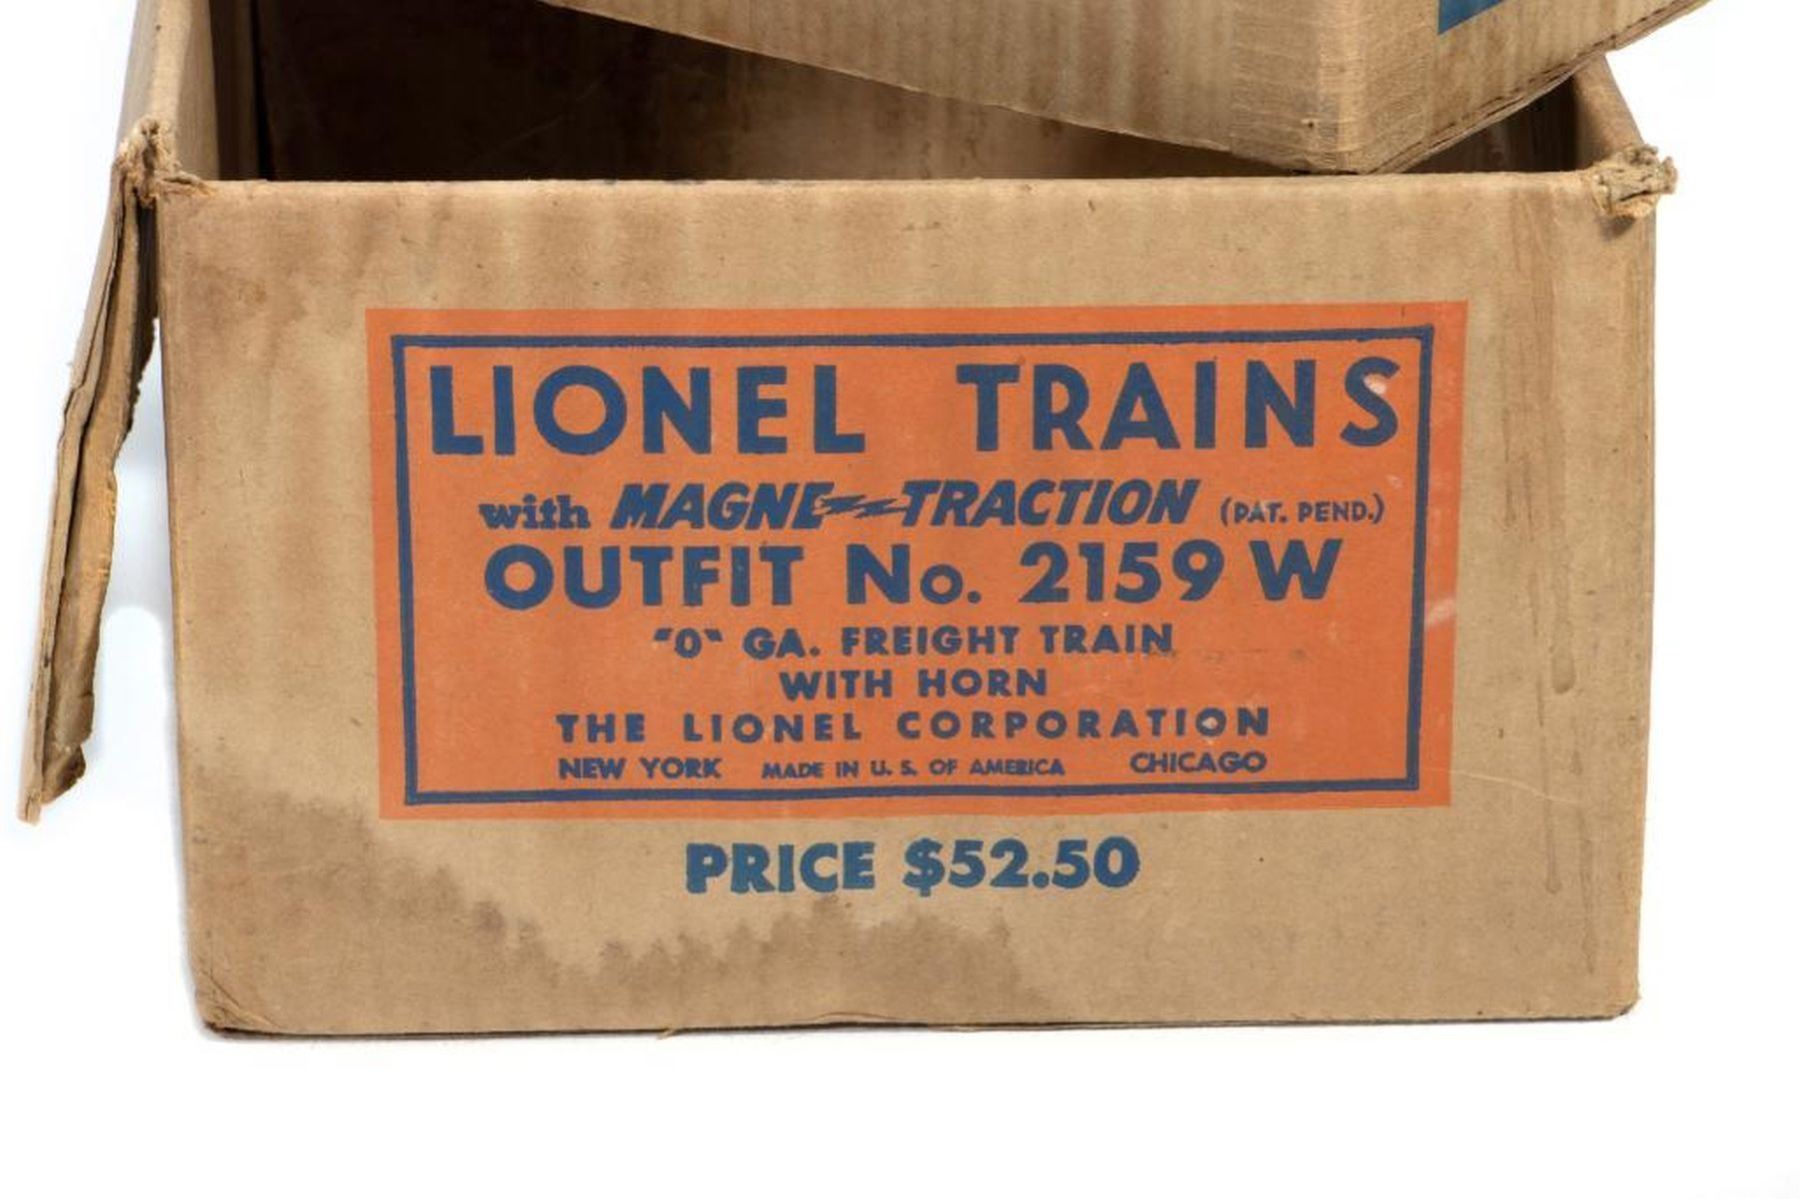 LIONEL TRAINS
with MAGNE-TRACTION (PAT. PEND.)
OUTFIT No. 2159 W
"O" GA. FREIGHT TRAIN
WITH HORN
THE LIONEL CORPORATION
NEW YORK MADE IN U. S. OF AMERICA CHICAGO
PRICE $52.50